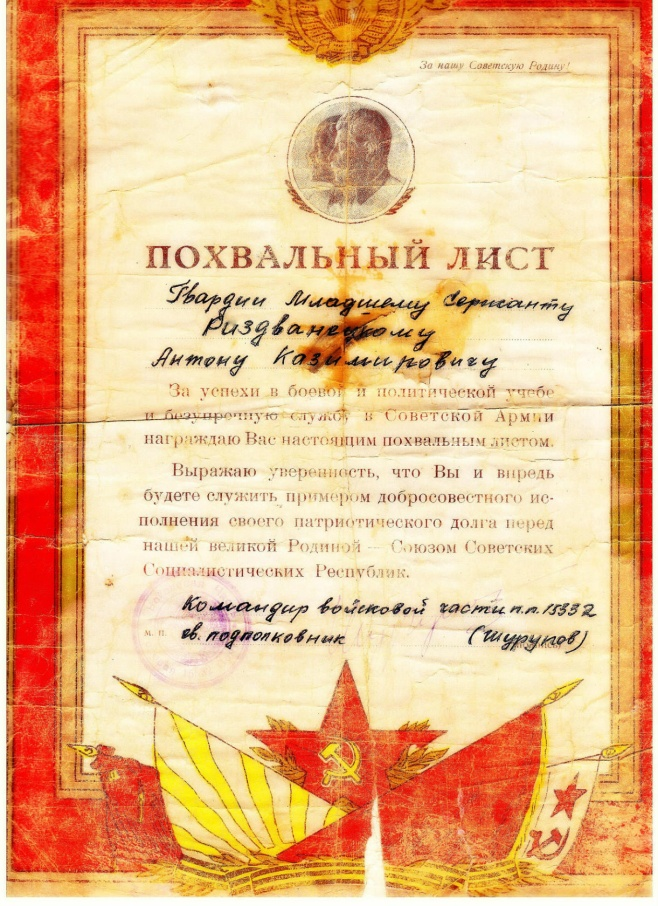 За нашу Советскую Родину!
ПОХВАЛЬНЫЙ ЛИСТ
Гвардии Младшему Сержанту
Риздванецкому
Антону Казимировичу
За успехи в боевой и политической учебе
и безупречную службу в Советской Армии
награждаю Вас настоящим похвальным листом.
Выражаю уверенность, что Вы и впредь
будете служить примером добросовестного ис-
полнения своего патриотического долга перед
нашей великой Родиной — Союзом Советских
Социалистических Республик.
Командир войсковой части п.п. 15332
гв. подполковник (Шурупов)
м. п.